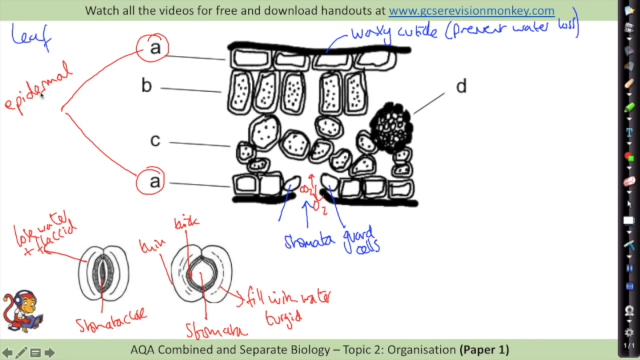 Watch all the videos for free and download handouts at www.gcserevisionmonkey.com
leaf
waxy cuticle (prevent water loss)
a
epidermal
b
d
c
a
CO2
O2
stomata
guard cells
lose water
flaccid
thick
thin
stomata close
fill with water
turgid
stomata
AQA Combined and Separate Biology – Topic 2: Organisation (Paper 1)
1/1